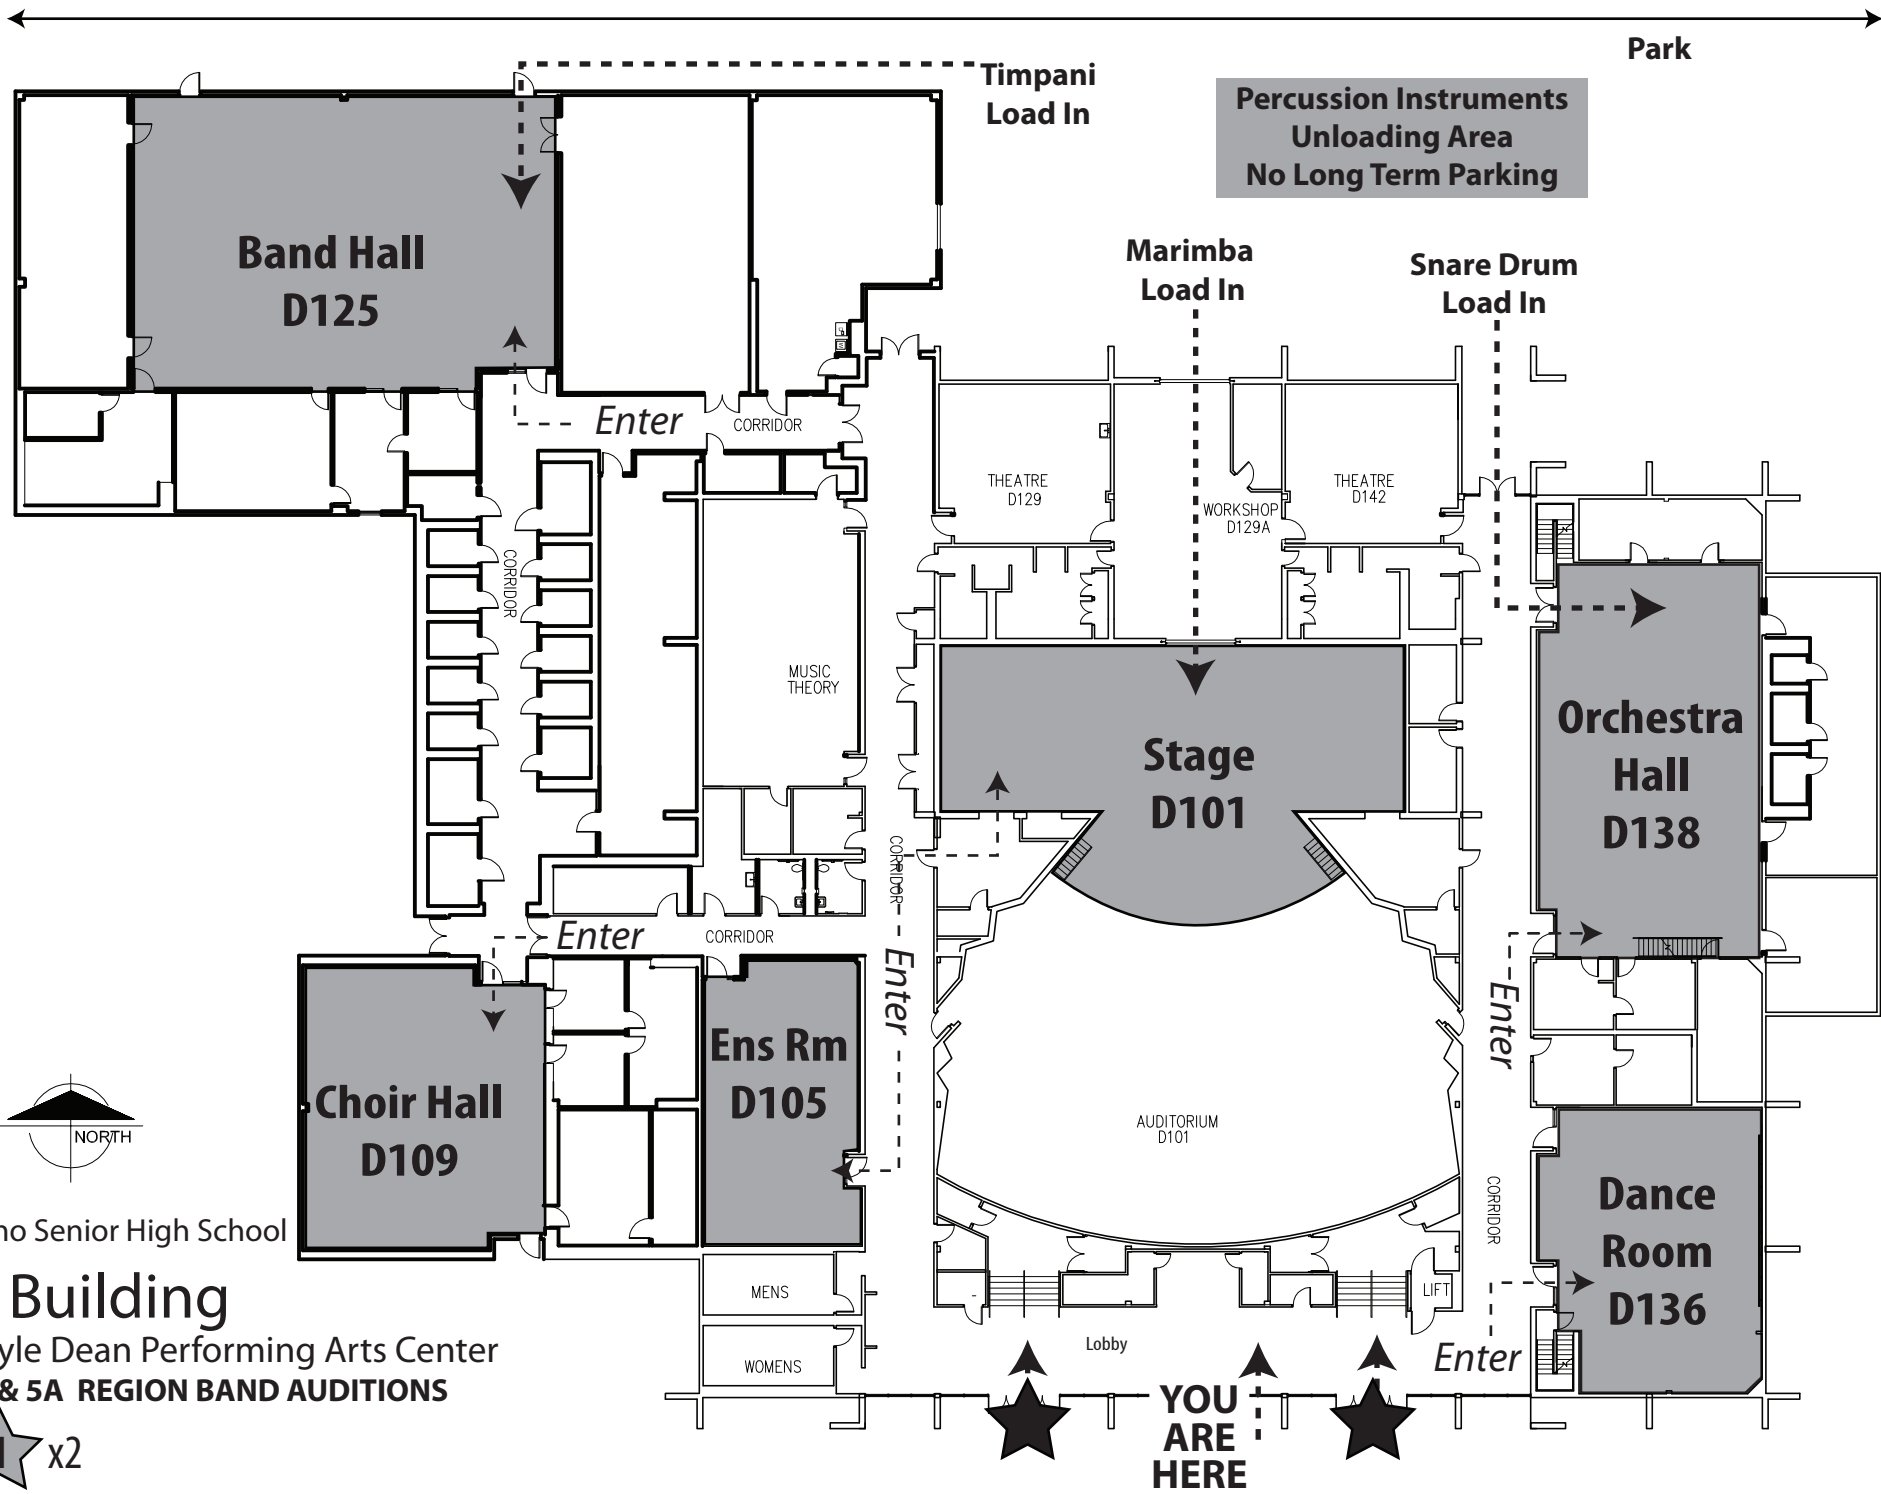 Park
Timpani
Load In
Percussion Instruments
Unloading Area
No Long Term Parking
Band Hall
D125
Marimba
Load In
Snare Drum
Load In
Enter
CORRIDOR
THEATRE
D129
WORKSHOP
D129A
THEATRE
D142
CORRIDOR
MUSIC
THEORY
Stage
D101
Orchestra
Hall
D138
CORRIDOR
Enter
CORRIDOR
Enter
Enter
Choir Hall
D109
Ens Rm
D105
AUDITORIUM
D101
NORTH
CORRIDOR
Dance
Room
D136
no Senior High School
Building
yle Dean Performing Arts Center
& 5A REGION BAND AUDITIONS
x2
MENS
WOMENS
LIFT
Lobby
Enter
YOU
ARE
HERE